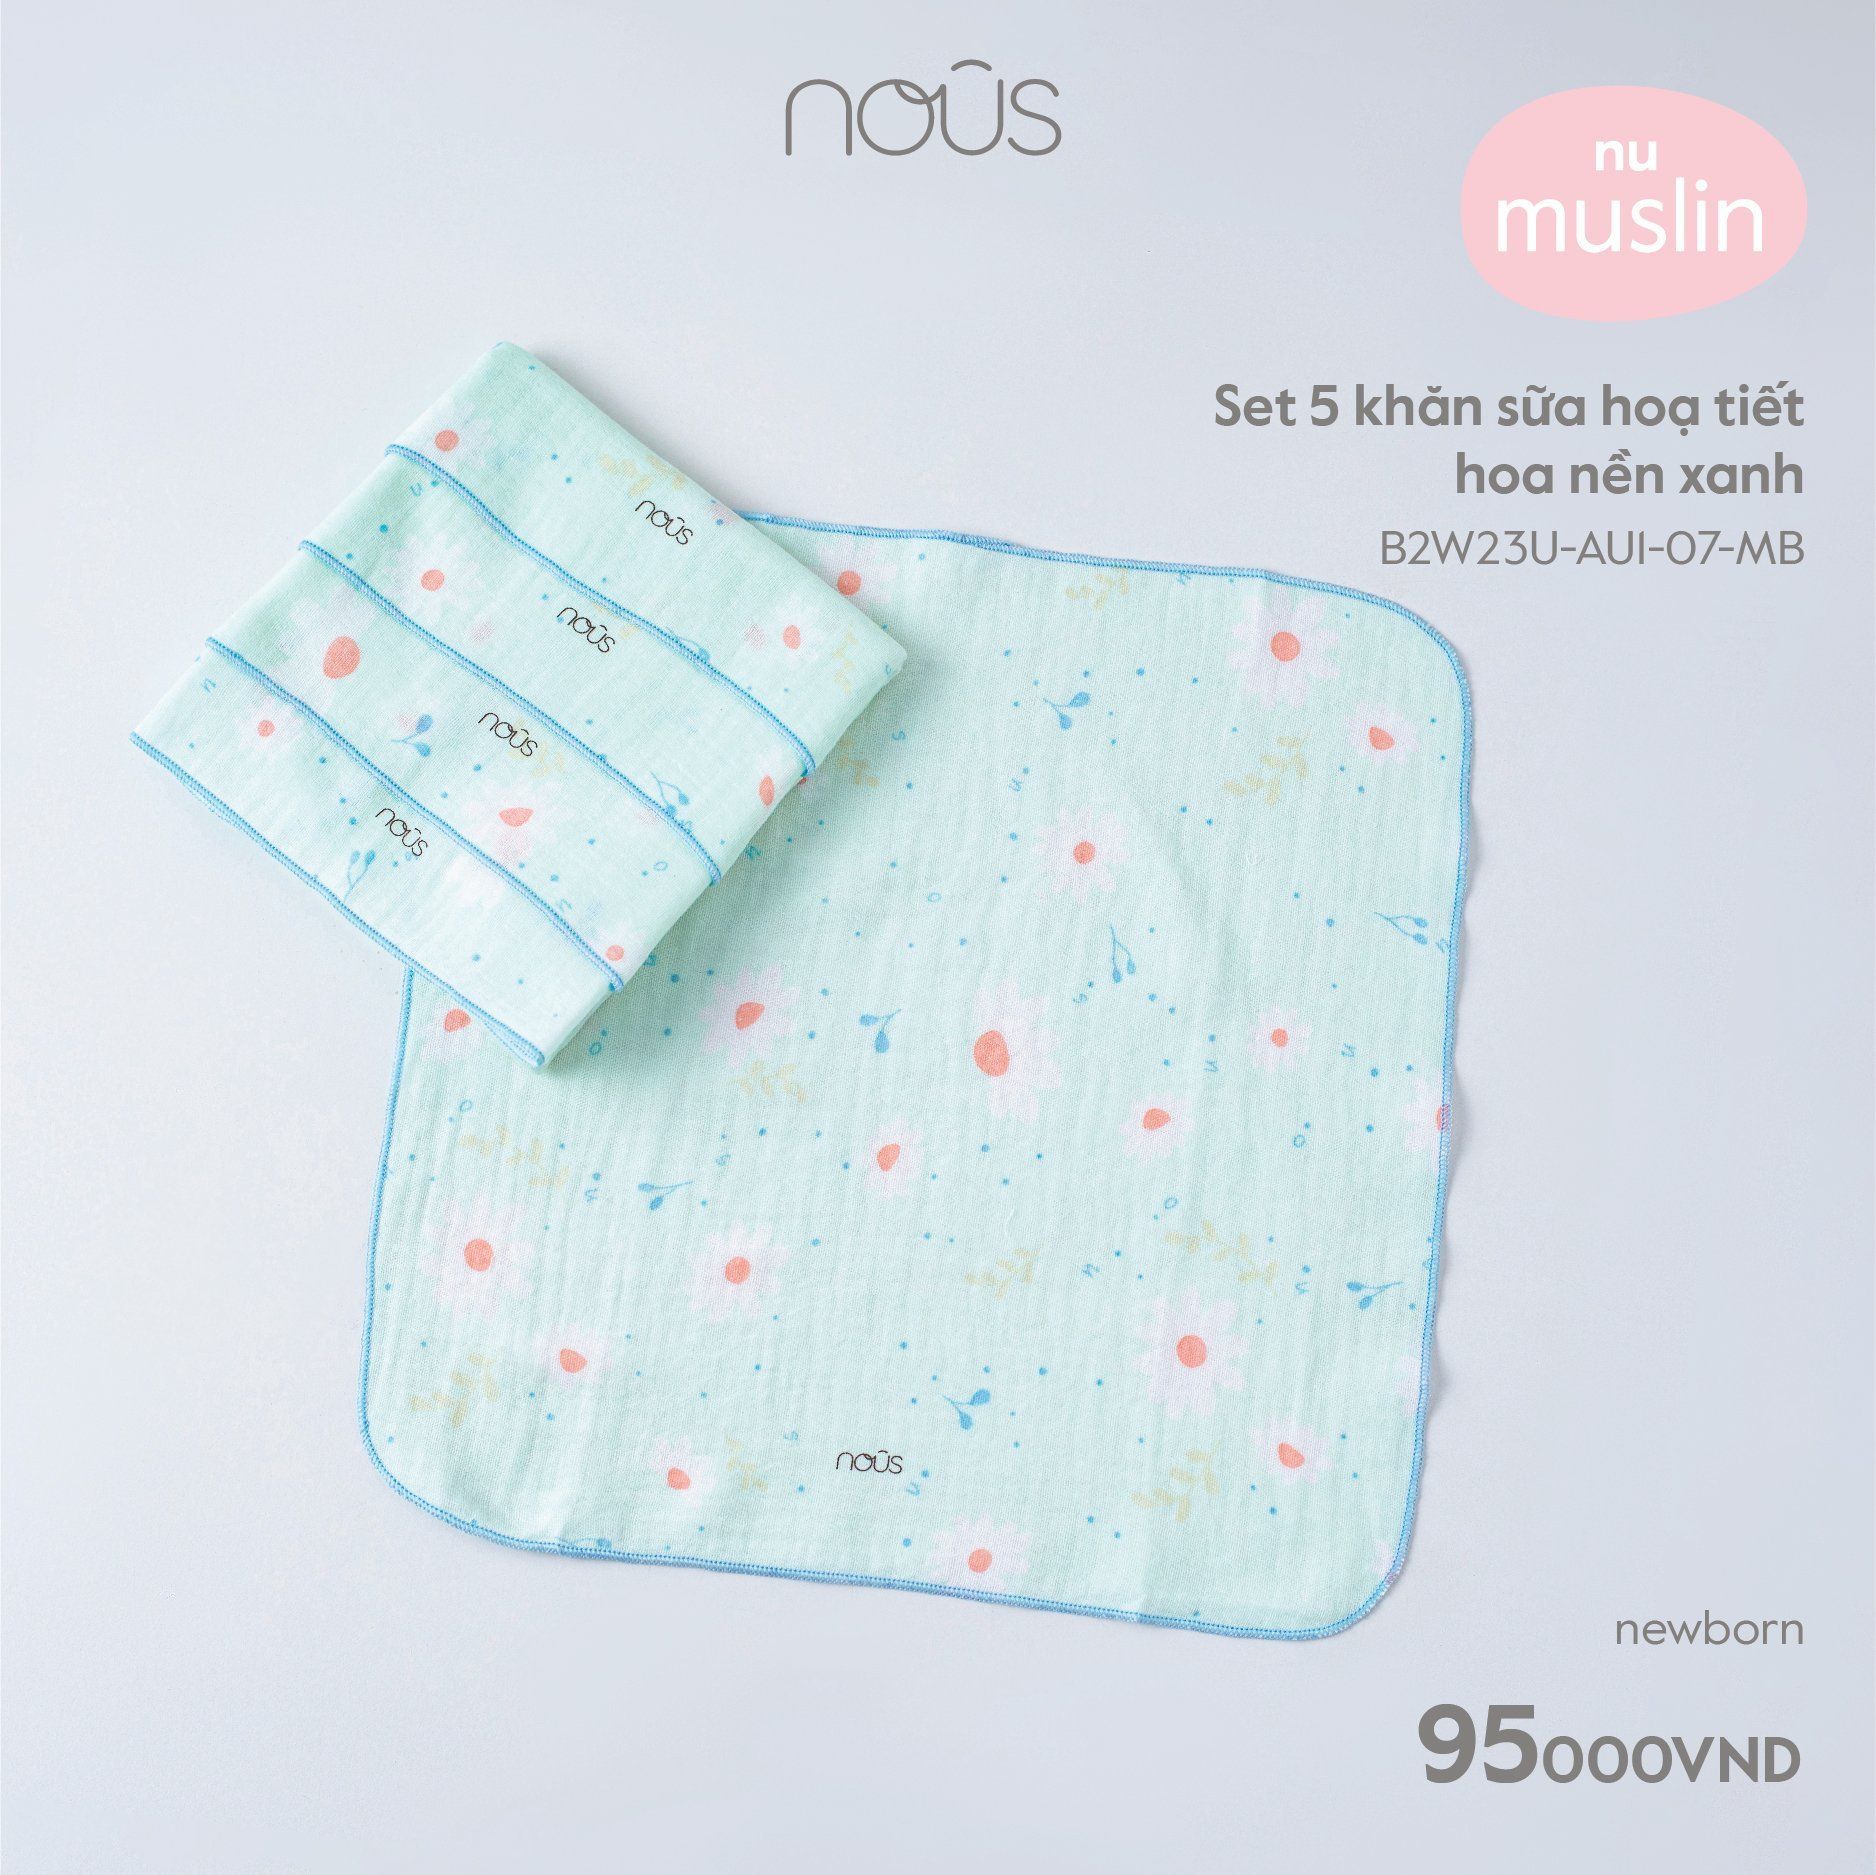 noûs
nu
muslin
Set 5 khăn sữa hoạ tiết
hoa nền xanh
B2W23U-AU1-07-MB
noûs
noûs
noûs
noûs
noûs
newborn
95000VND